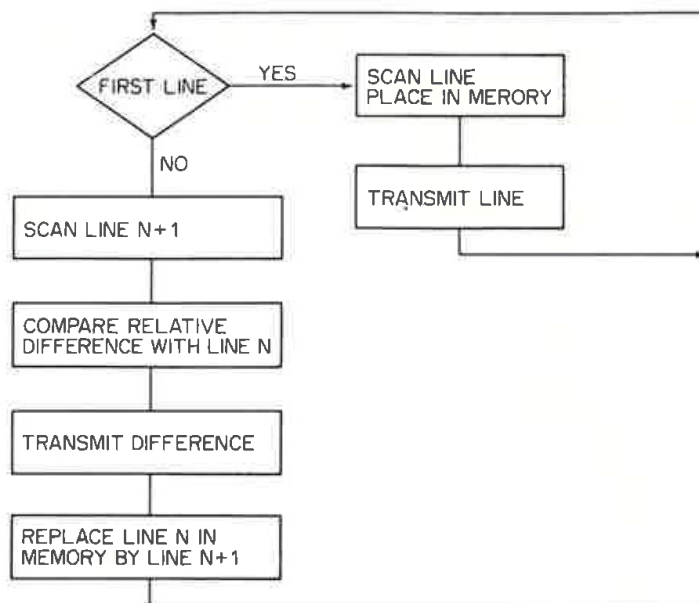 FIRST LINE
YES
SCAN LINE
PLACE IN MERORY
TRANSMIT LINE
NO
SCAN LINE N+1
COMPARE RELATIVE
DIFFERENCE WITH LINE N
TRANSMIT DIFFERENCE
REPLACE LINE N IN
MEMORY BY LINE N+1